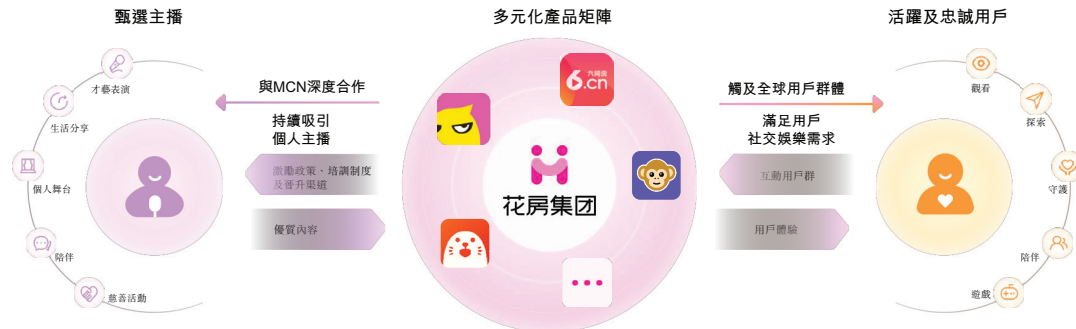 甄選主播
多元化產品矩陣
活躍及忠誠用戶
才藝表演
生活分享
個人舞台
陪伴
慈善活動
與MCN深度合作
持續吸引
個人主播
激勵政策、培訓制度
及晉升渠道
優質內容
六间房
6.cn
花房集团
觸及全球用戶群體
滿足用戶
社交娛樂需求
互動用戶群
用戶體驗
觀看
探索
守護
陪伴
遊戲